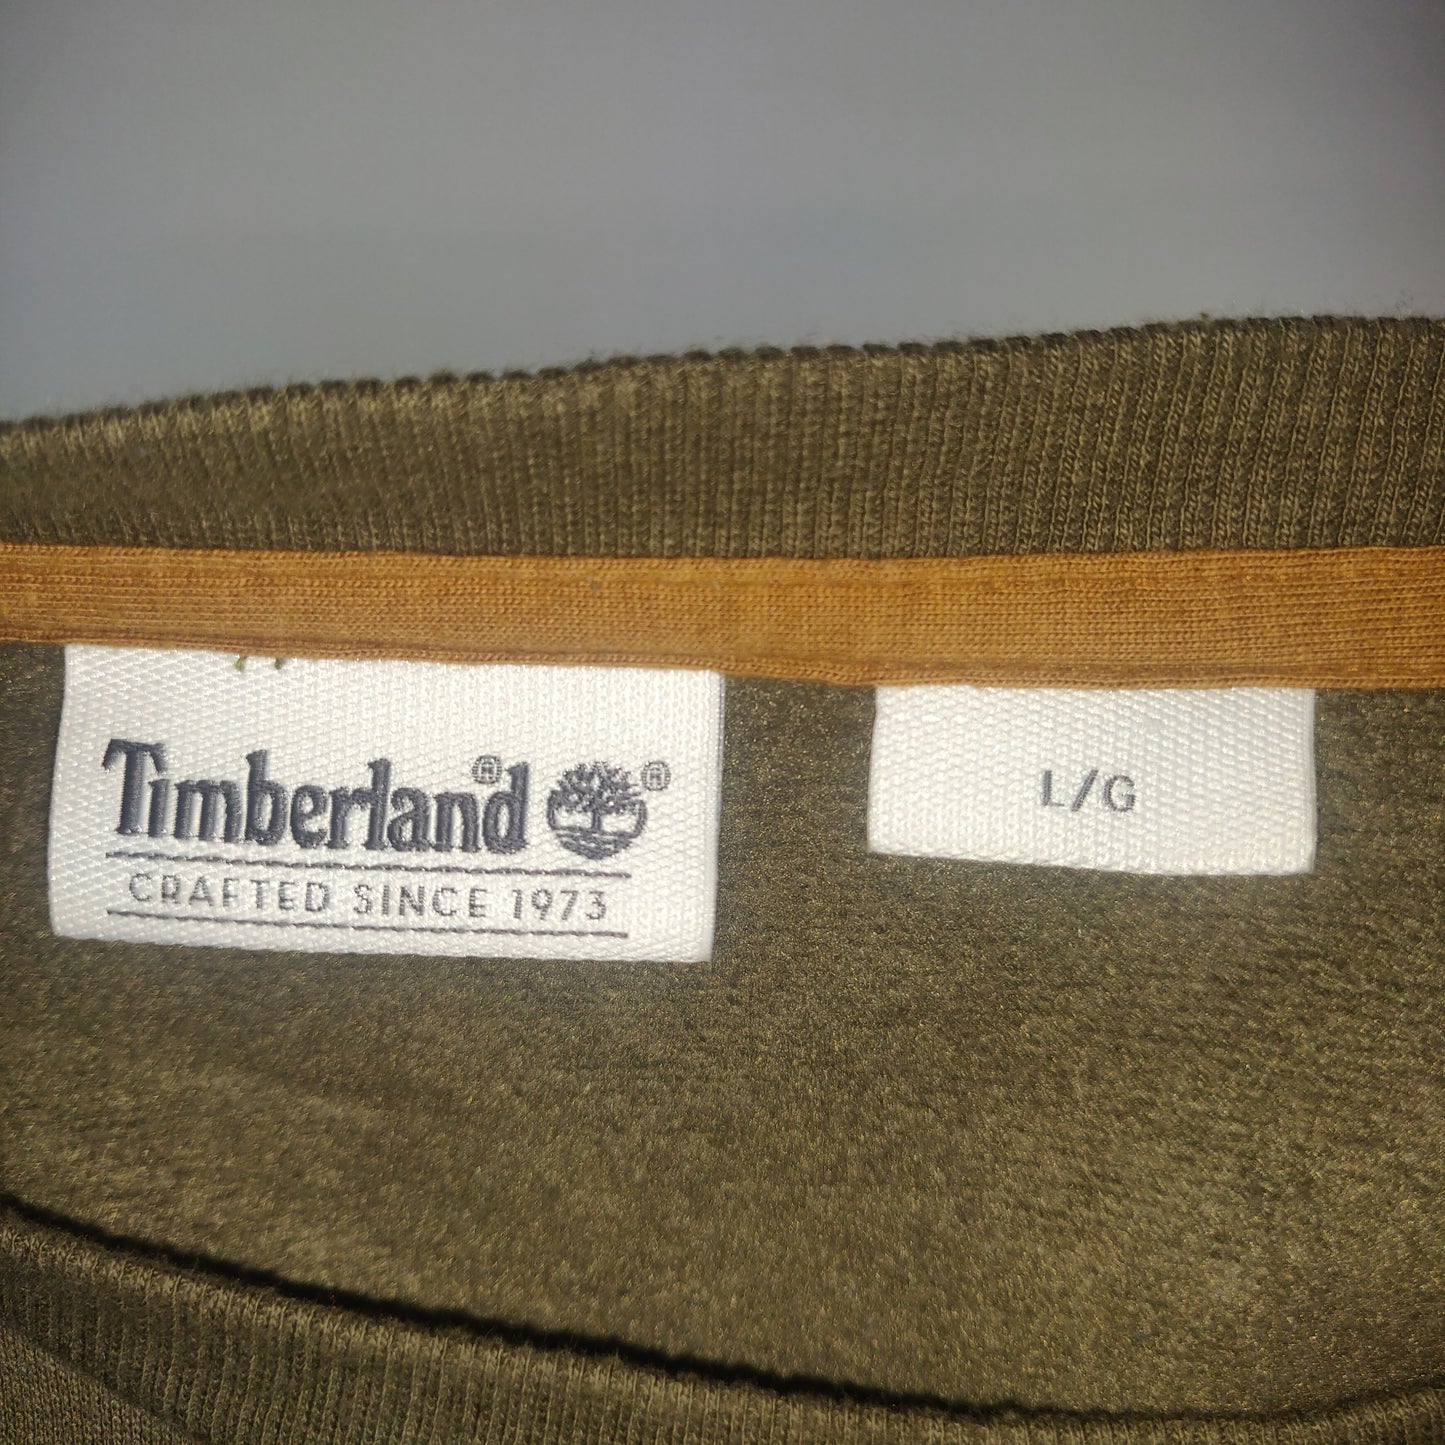 Timberland® ®
CRAFTED SINCE 1973
L/G